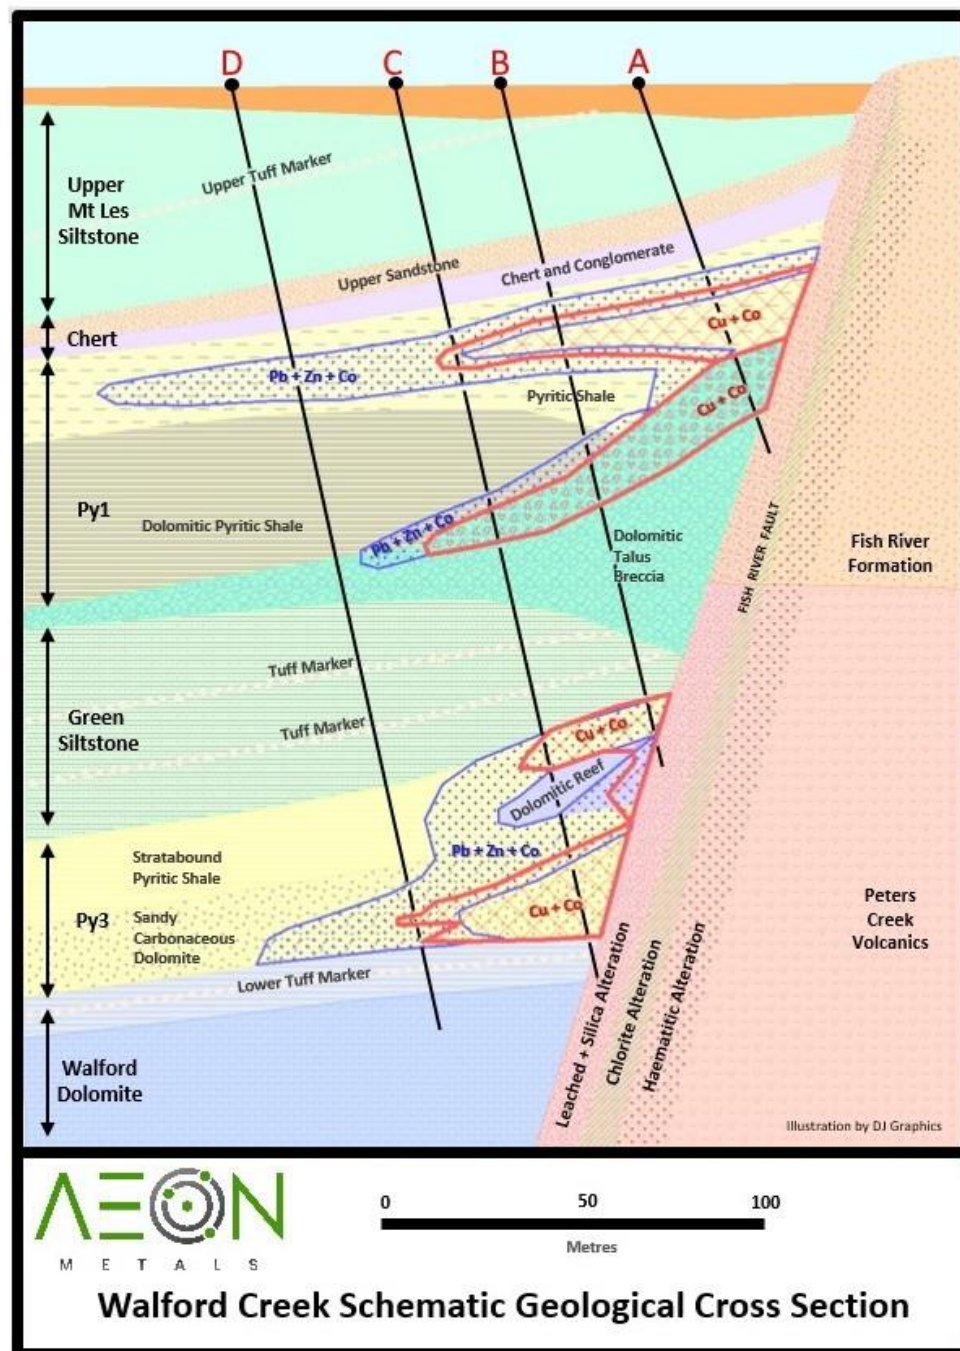 D
C
B
A
Upper
Mt Les
Siltstone
Upper Tuff Marker
Upper Sandstone
Chert and Conglomerate
Chert
Cu + Co
Pb + Zn + Co
Pyritic Shale
Cu + Co
Py1
Dolomitic Pyritic Shale
Pb + Zn + Co
Dolomitic
Talus
Breccia
FISH RIVER FAULT
Fish River
Formation
Tuff Marker
Green
Siltstone
Tuff Marker
Cu + Co
Dolomitic Reef
Pb + Zn + Co
Stratabound
Pyritic Shale
Py3
Sandy
Carbonaceous
Dolomite
Cu + Co
Peters
Creek
Volcanics
Lower Tuff Marker
Leached + Silica Alteration
Chlorite Alteration
Haematitic Alteration
Walford
Dolomite
Illustration by DJ Graphics
AEON
METALS
0 50 100
Metres
Walford Creek Schematic Geological Cross Section